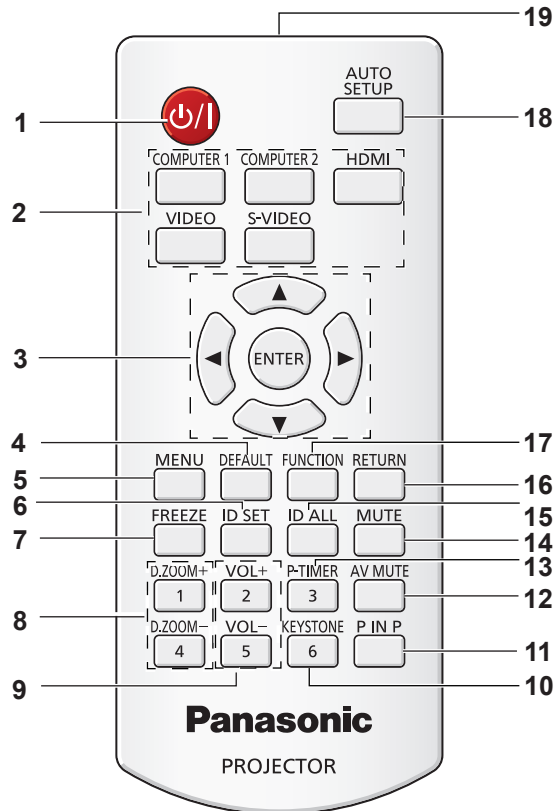 19
AUTO
SETUP
1
18
COMPUTER 1 COMPUTER 2 HDMI
2
VIDEO S-VIDEO
3
ENTER
4
17
MENU DEFAULT FUNCTION RETURN
5
16
6
15
FREEZE ID SET ID ALL MUTE
7
14
13
D.ZOOM+ VOL+ P-TIMER AV MUTE
1 2 3
8
12
D.ZOOM− VOL− KEYSTONE P IN P
4 5 6
11
9
10
Panasonic
PROJECTOR